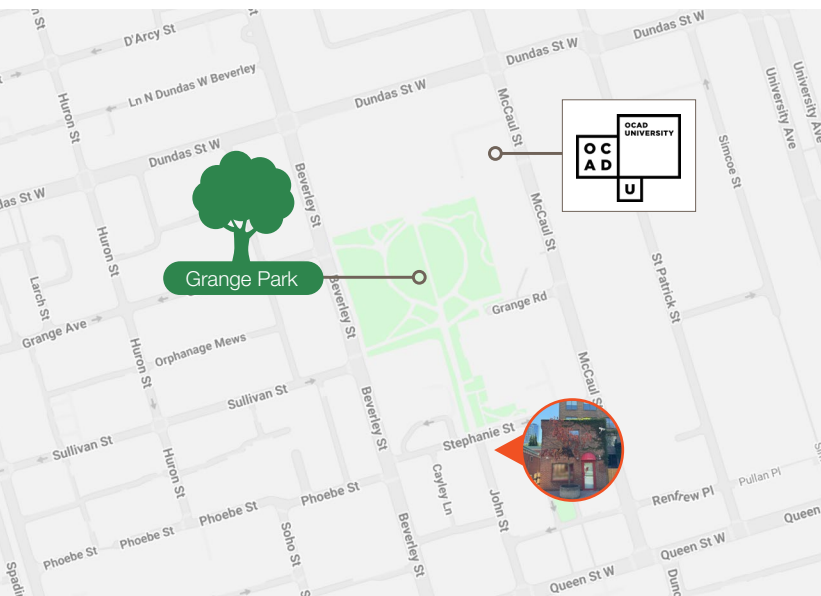 St
D'Arcy St
Dundas St W
Dundas St W
Ln N Dundas W Beverley
Huron St
Dundas St W
McCaul St
OCAD
UNIVERSITY
O C
A D
U
University Ave
University Ave
Simcoe St
Dundas St W
Beverley St
as St W
McCaul St
Huron St
Grange Park
St Patrick St
Larch St
Beverley St
Grange Rd
Grange Ave
Orphanage Mews
Huron St
McCaul S
Sullivan St
Beverley St
Sullivan St
Stephanie St
Huron St
Cayley Ln
Pullan Pl
Phoebe St
John St
Renfrew Pl
Phoebe St
Queen
Soho St
Beverley St
Phoebe St
Phoebe St
Queen St W
Spadi
Queen St W
Dunc